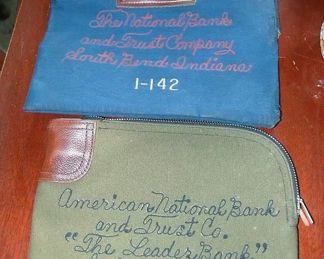 The National Bank
and Trust Company
South Bend Indiana
1-142
American National Bank
and Trust Co.
"The Leader Bank"